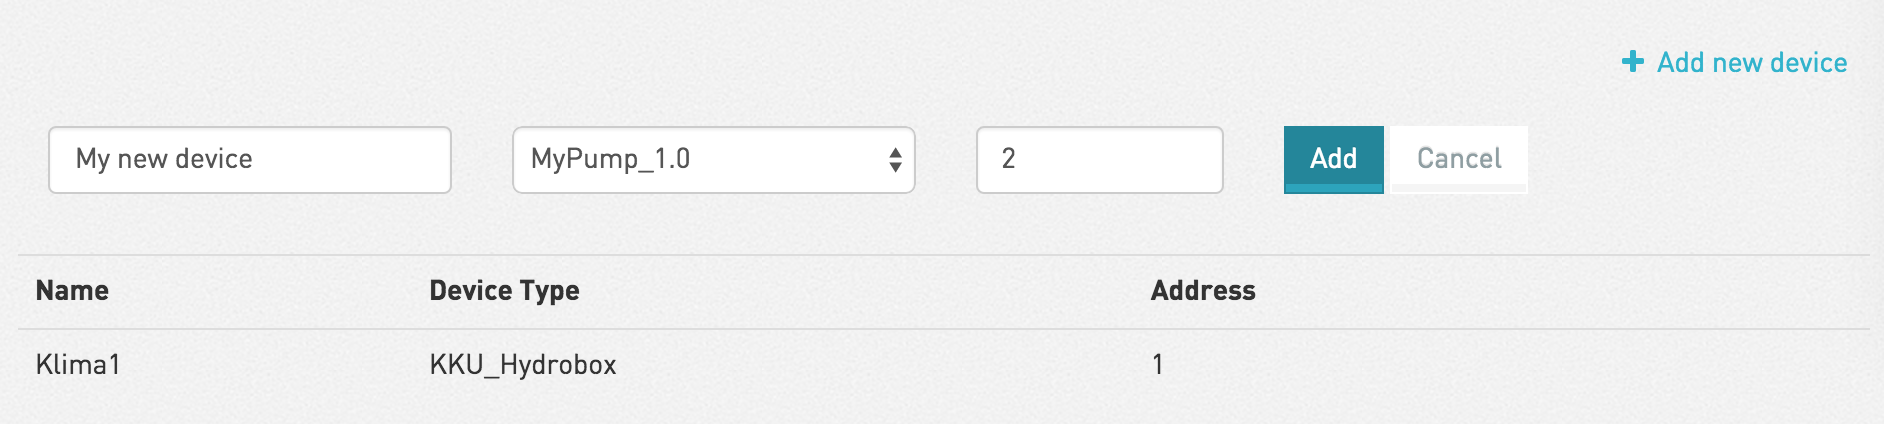 Add new device
My new device MyPump_1.0 2 Add Cancel
Name Device Type Address
Klima1 KKU_Hydrobox 1